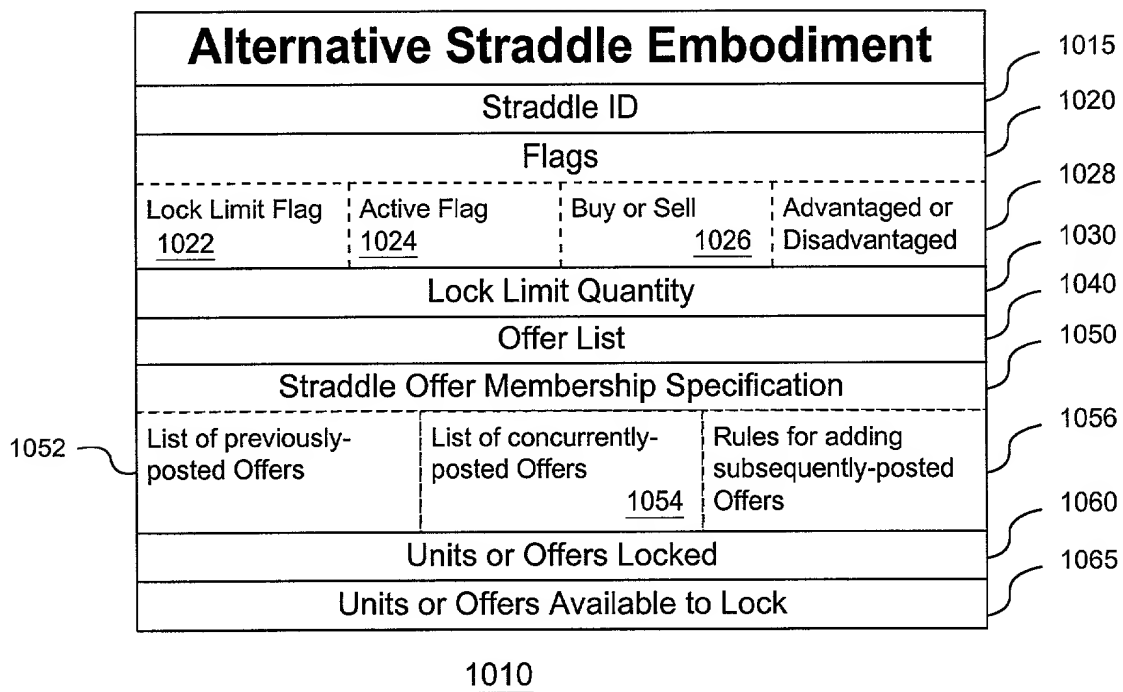 Alternative Straddle Embodiment
1015
Straddle ID
1020
Flags
1028
Lock Limit Flag
1022
Active Flag
1024
Buy or Sell
1026
Advantaged or
Disadvantaged
1030
Lock Limit Quantity
1040
Offer List
1050
Straddle Offer Membership Specification
1056
1052
List of previously-
posted Offers
List of concurrently-
posted Offers
1054
Rules for adding
subsequently-posted
Offers
1060
Units or Offers Locked
1065
Units or Offers Available to Lock
1010